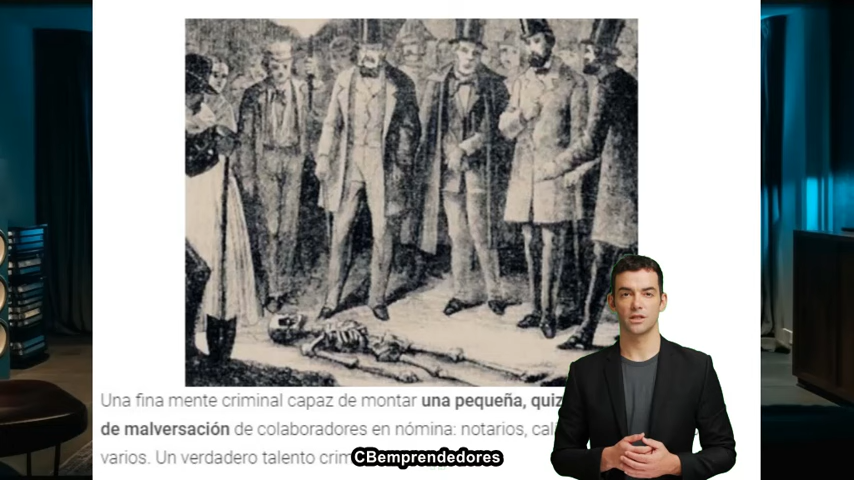 Una fina mente criminal capaz de montar una pequeña, quiz
de malversación de colaboradores en nómina: notarios, cali
varios. Un verdadero talento crim
CBemprendedores